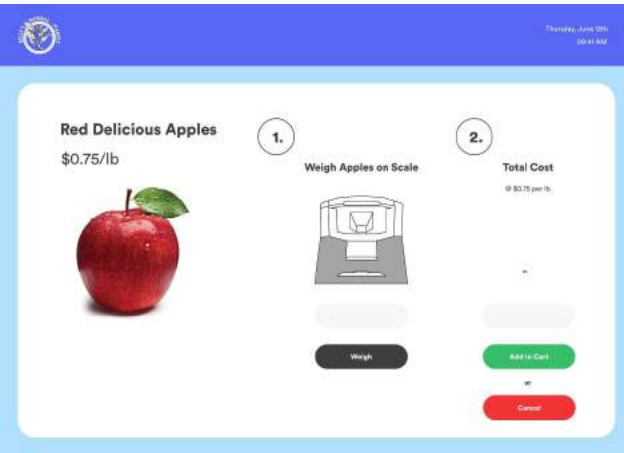 Thursday, June 13th
09:41 AM
Red Delicious Apples
$0.75/lb
1.
Weigh Apples on Scale
Weigh
2.
Total Cost
@ $0.75 per lb
--
Add to Cart
or
Cancel